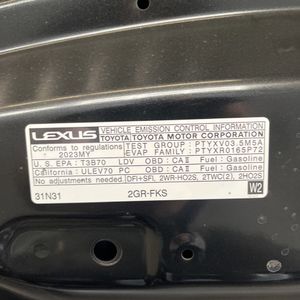 LEXUS VEHICLE EMISSION CONTROL INFORMATION
TOYOTA TOYOTA MOTOR CORPORATION
Conforms to regulations : 2023MY
TEST GROUP : PTYXV03.5M5A
EVAP FAMILY : PTYXR0165P72
U.S. EPA : T3B70 LDV OBD : CAⅡ Fuel : Gasoline
California : ULEV70 PC OBD : CAⅡ Fuel : Gasoline
No adjustments needed. DFI+SFI, 2WR-HO2S, 2TWC(2), 2HO2S
31N31 2GR-FKS W2